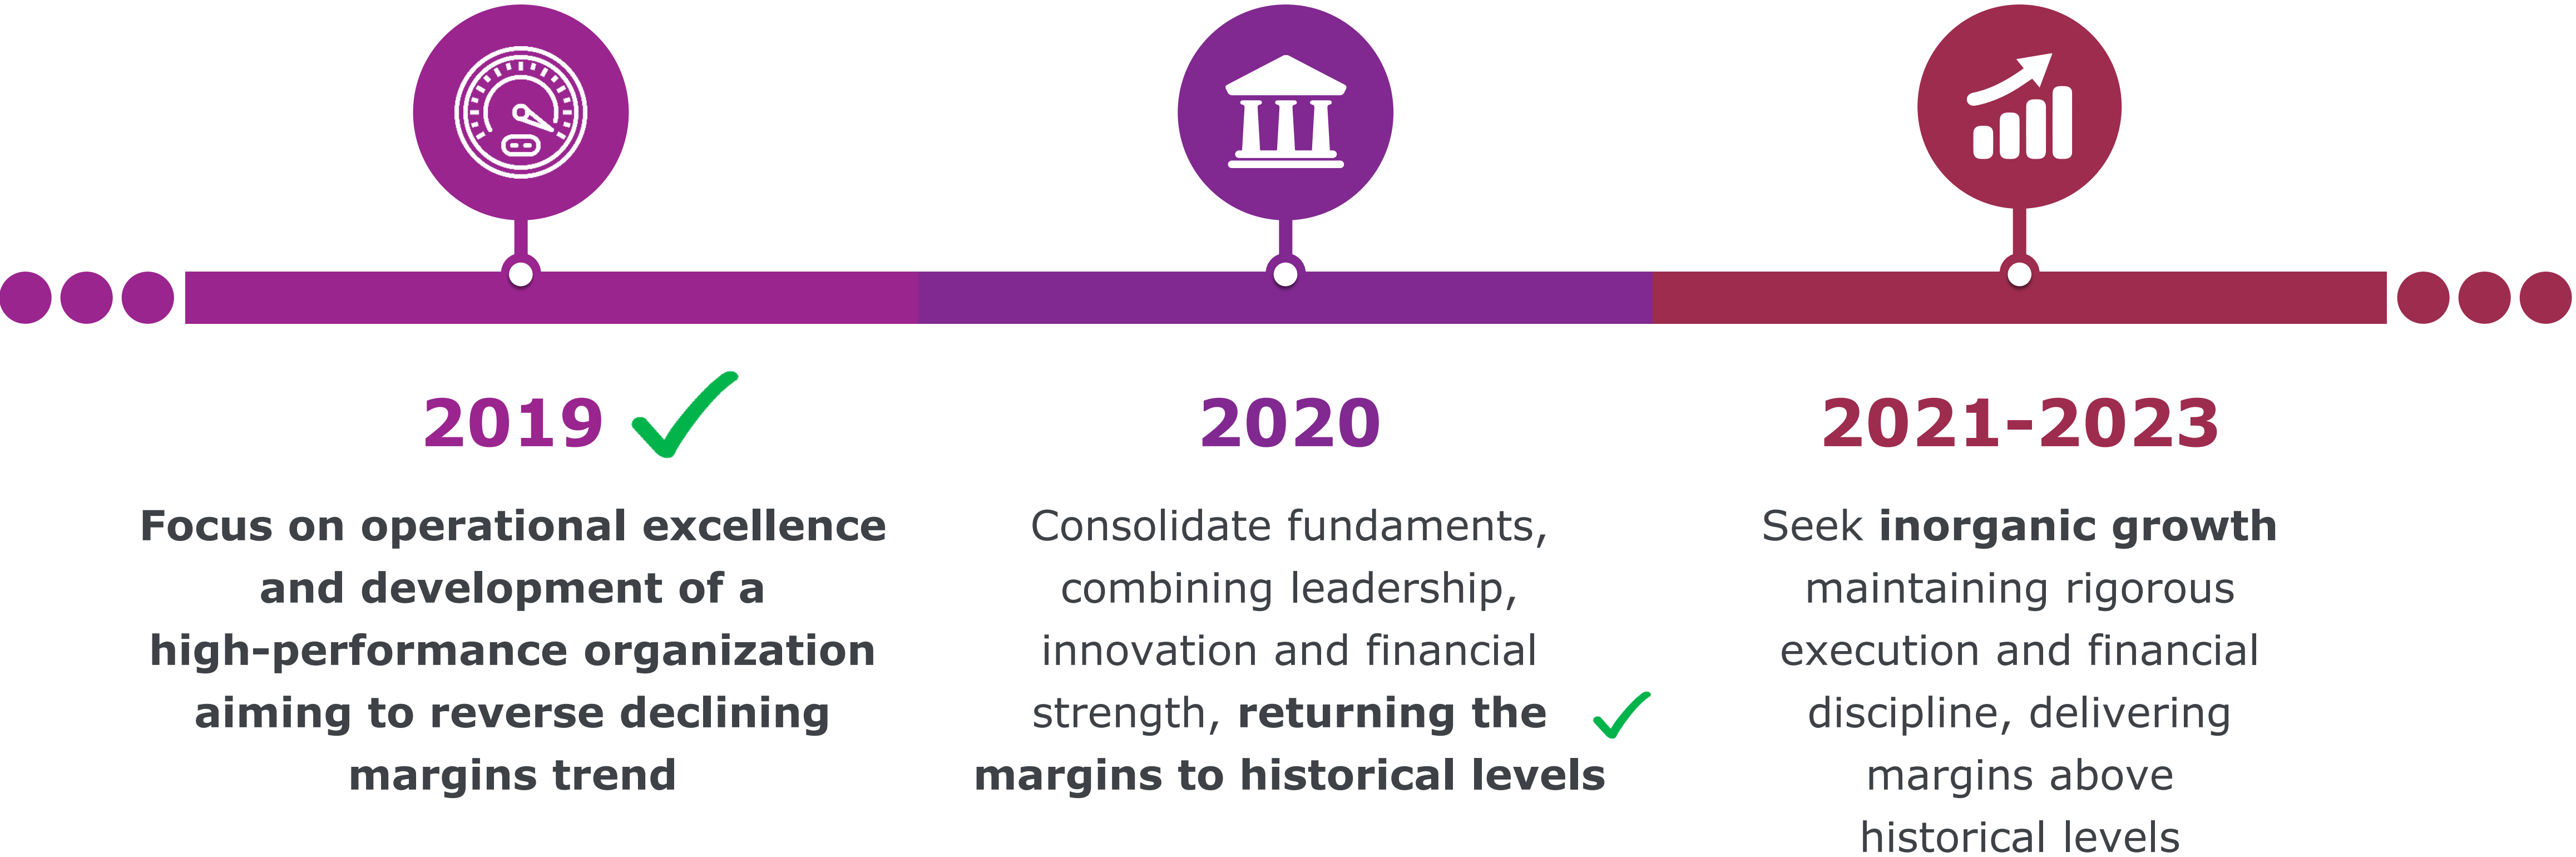 2019
Focus on operational excellence
and development of a
high-performance organization
aiming to reverse declining
margins trend
2020
Consolidate fundaments,
combining leadership,
innovation and financial
strength, returning the
margins to historical levels
2021-2023
Seek inorganic growth
maintaining rigorous
execution and financial
discipline, delivering
margins above
historical levels